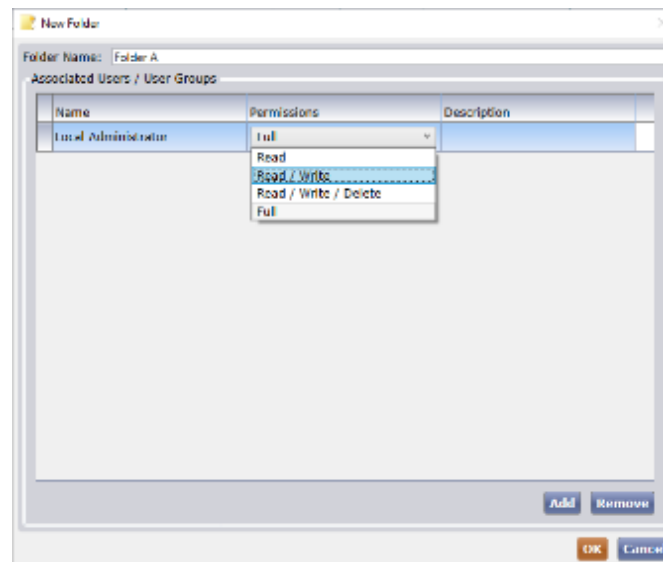 New Folder
Folder Name: Folder A
Associated Users / User Groups
Name Permissions Description
Local Administrator Full
Read
Read / Write
Read / Write / Delete
Full
Add Remove
OK Cance